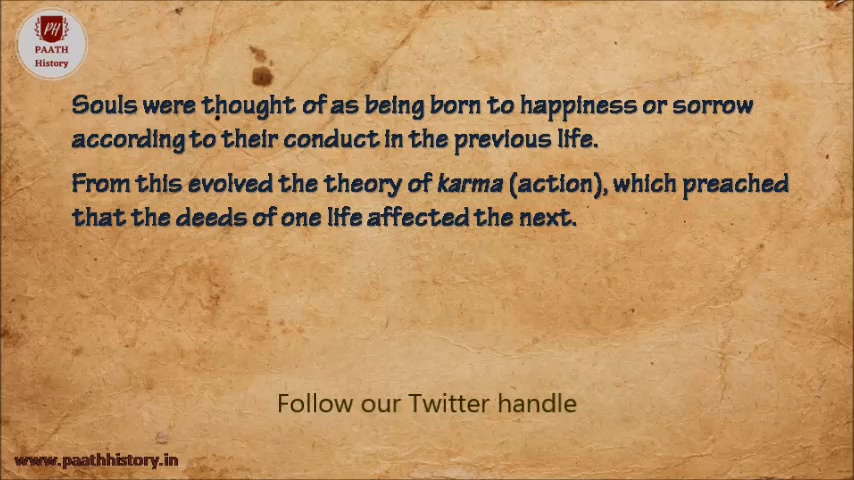 PH
PAATH
History
Souls were thought of as being born to happiness or sorrow
according to their conduct in the previous life.
From this evolved the theory of karma (action), which preached
that the deeds of one life affected the next.
Follow our Twitter handle
www.paathhistory.in